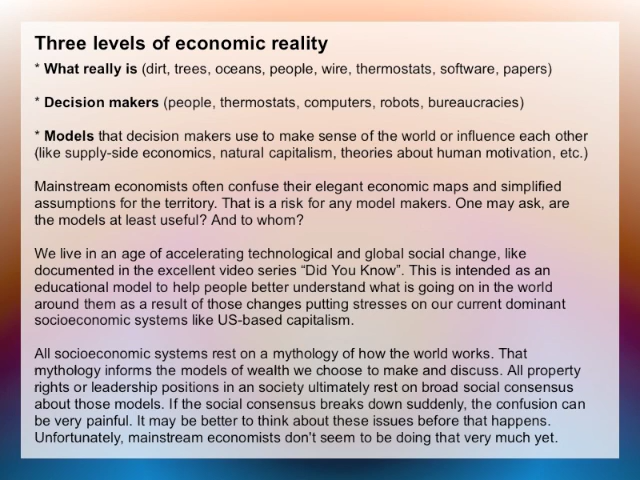 Three levels of economic reality
* What really is (dirt, trees, oceans, people, wire, thermostats, software, papers)
* Decision makers (people, thermostats, computers, robots, bureaucracies)
* Models that decision makers use to make sense of the world or influence each other
(like supply-side economics, natural capitalism, theories about human motivation, etc.)
Mainstream economists often confuse their elegant economic maps and simplified
assumptions for the territory. That is a risk for any model makers. One may ask, are
the models at least useful? And to whom?
We live in an age of accelerating technological and global social change, like
documented in the excellent video series “Did You Know”. This is intended as an
educational model to help people better understand what is going on in the world
around them as a result of those changes putting stresses on our current dominant
socioeconomic systems like US-based capitalism.
All socioeconomic systems rest on a mythology of how the world works. That
mythology informs the models of wealth we choose to make and discuss. All property
rights or leadership positions in an society ultimately rest on broad social consensus
about those models. If the social consensus breaks down suddenly, the confusion can
be very painful. It may be better to think about these issues before that happens.
Unfortunately, mainstream economists don't seem to be doing that very much yet.